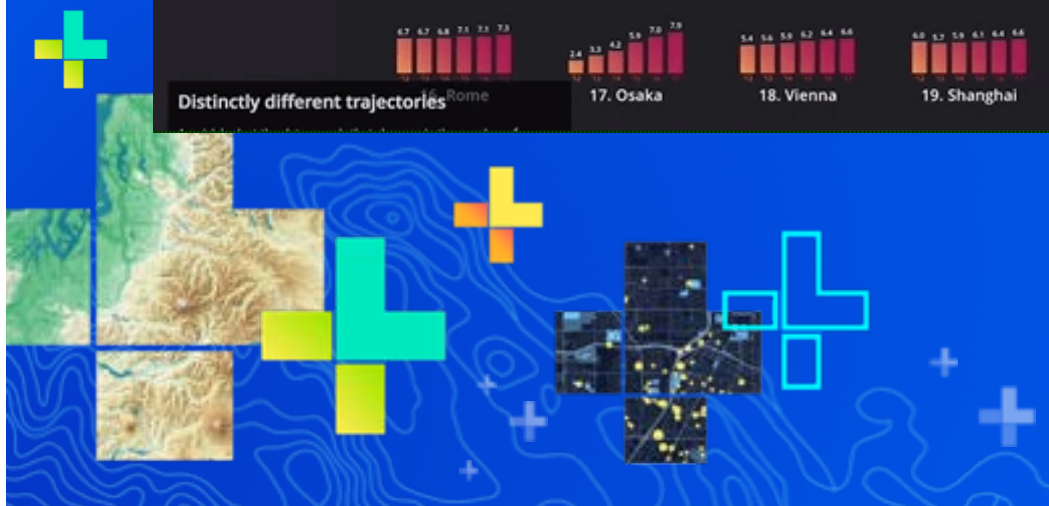 6.7 6.7 6.8 7.1 7.1 7.3
2.4 3.3 4.2 5.9 7.0 7.9
5.4 5.6 5.9 6.2 6.4 6.6
6.0 5.7 5.9 6.1 6.4 6.6
16. Rome
17. Osaka
18. Vienna
19. Shanghai
Distinctly different trajectories